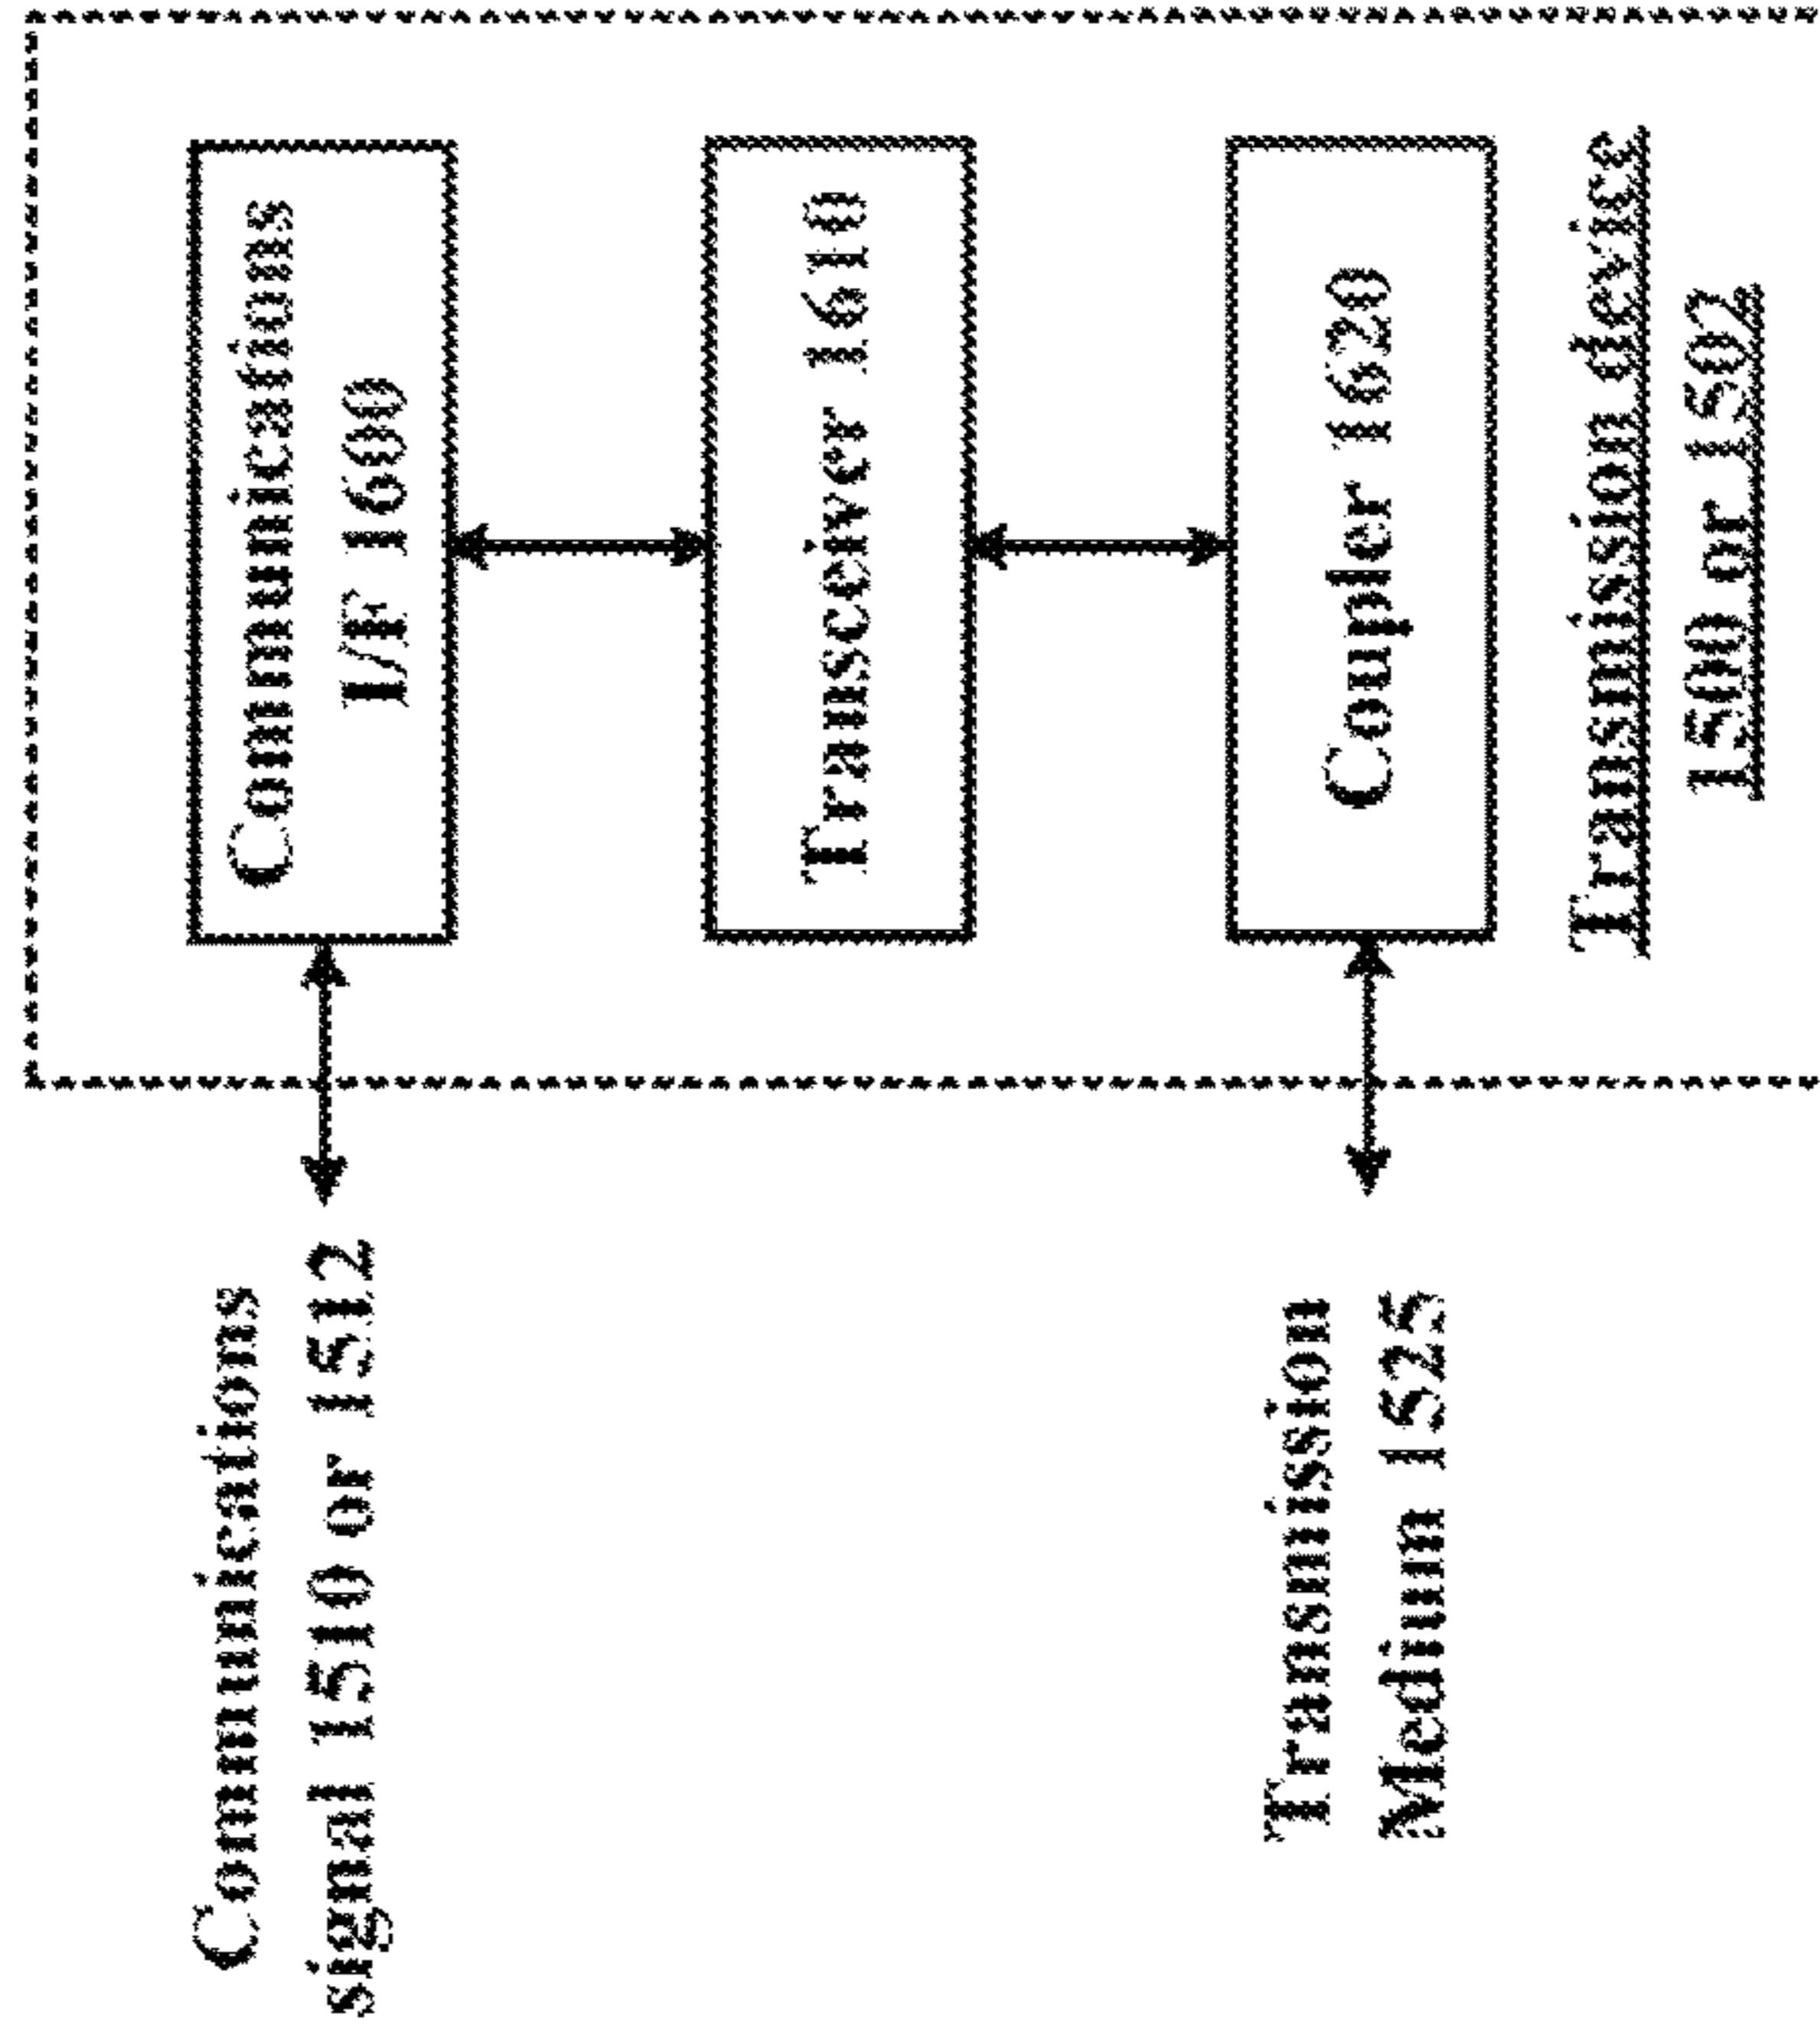 Communications
signal 1510 or 1512
Communications
I/F 1600
Transceiver 1610
Transmission
Medium 1525
Coupler 1620
Transmission device
1500 or 1502